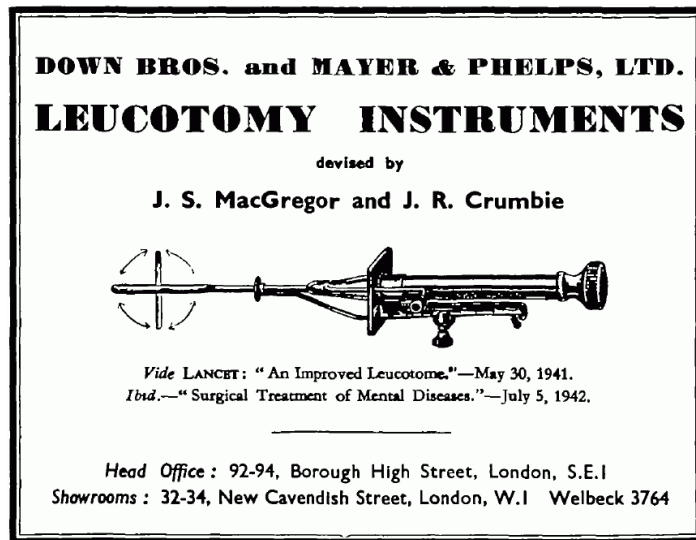 DOWN BROS. and MAYER & PHELPS, LTD.
LEUCOTOMY INSTRUMENTS
devised by
J. S. MacGregor and J. R. Crumbie
Vide LANCET: "An Improved Leucotome."—May 30, 1941.
Ibid.—"Surgical Treatment of Mental Diseases."—July 5, 1942.
Head Office: 92-94, Borough High Street, London, S.E.1
Showrooms: 32-34, New Cavendish Street, London, W.1 Welbeck 3764